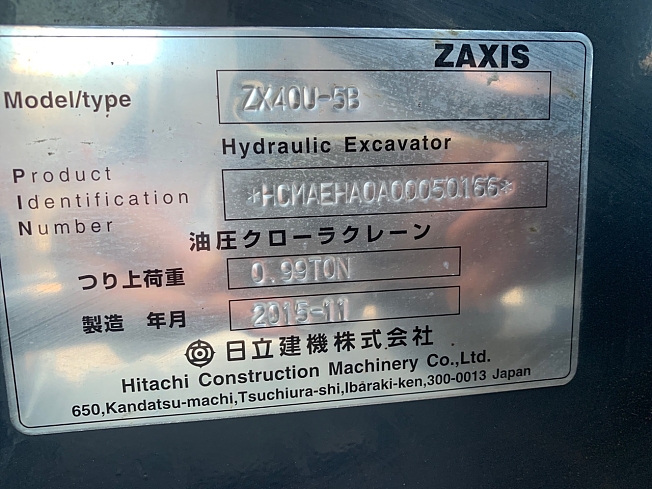 ZAXIS
Model/type ZX40U-5B
Hydraulic Excavator
Product
Identification *HCMAEHA0A00050166*
Number
油圧クローラクレーン
つり上荷重 0.99TON
製造 年月 2015-11
日立建機株式会社
Hitachi Construction Machinery Co.,Ltd.
650,Kandatsu-machi,Tsuchiura-shi,Ibaraki-ken,300-0013 Japan